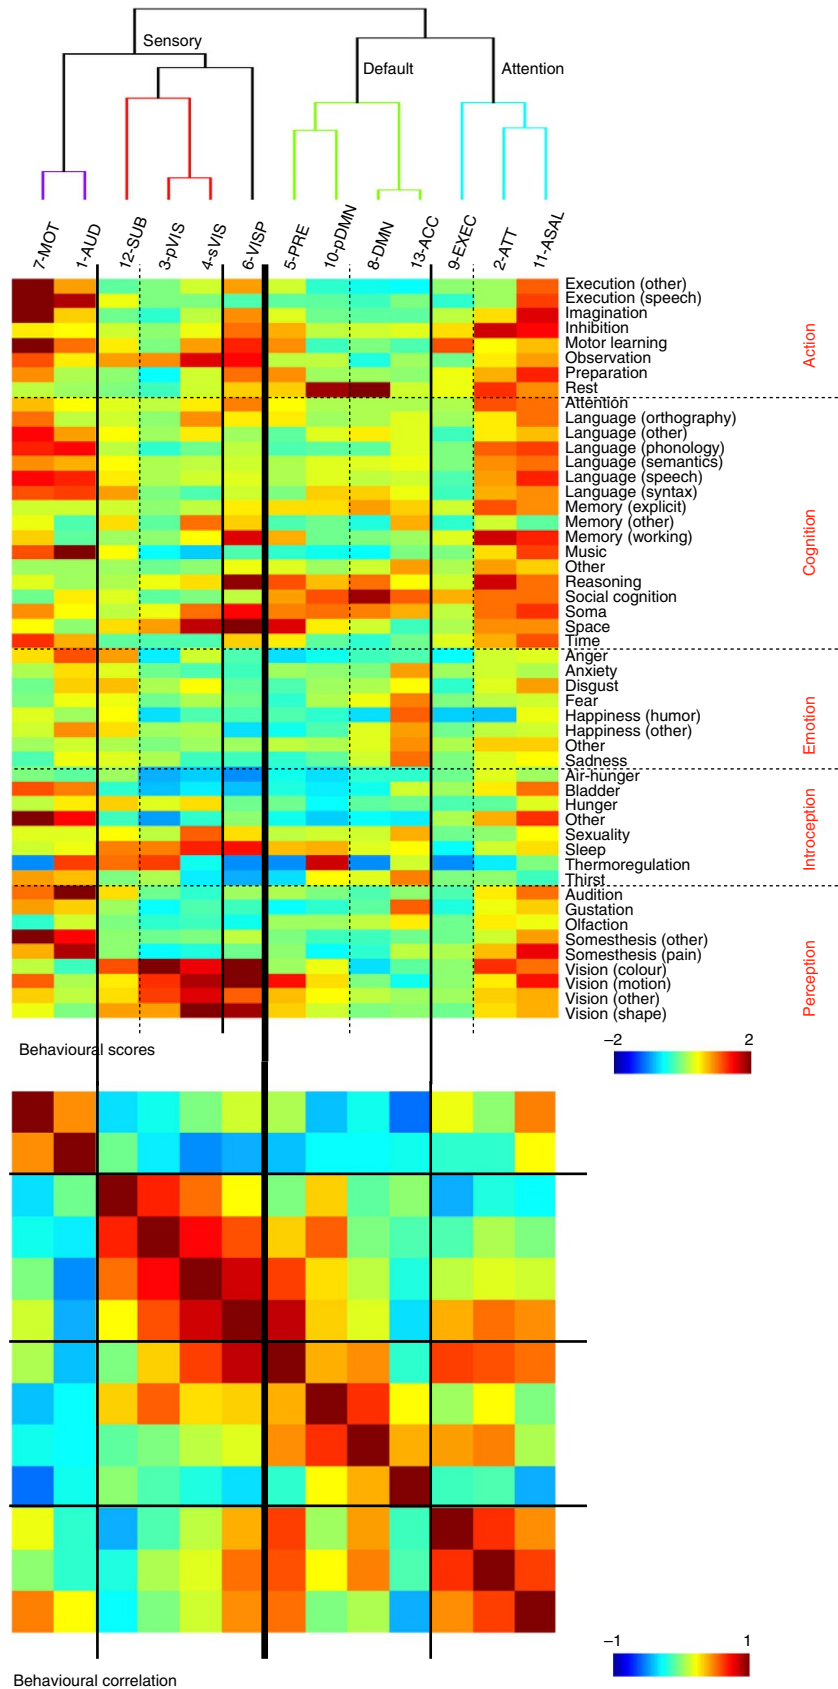 Sensory
Default
Attention
7-MOT
1-AUD
12-SUB
3-pVIS
4-sVIS
6-VISP
5-PRE
10-pDMN
8-DMN
13-ACC
9-EXEC
2-ATT
11-ASAL
Execution (other)
Execution (speech)
Imagination
Inhibition
Motor learning
Observation
Preparation
Rest
Action
Attention
Language (orthography)
Language (other)
Language (phonology)
Language (semantics)
Language (speech)
Language (syntax)
Memory (explicit)
Memory (other)
Memory (working)
Music
Other
Reasoning
Social cognition
Soma
Space
Time
Cognition
Anger
Anxiety
Disgust
Fear
Happiness (humor)
Happiness (other)
Other
Sadness
Emotion
Air-hunger
Bladder
Hunger
Other
Sexuality
Sleep
Thermoregulation
Thirst
Introception
Audition
Gustation
Olfaction
Somesthesis (other)
Somesthesis (pain)
Vision (colour)
Vision (motion)
Vision (other)
Vision (shape)
Perception
Behavioural scores
–2 2
–1 1
Behavioural correlation